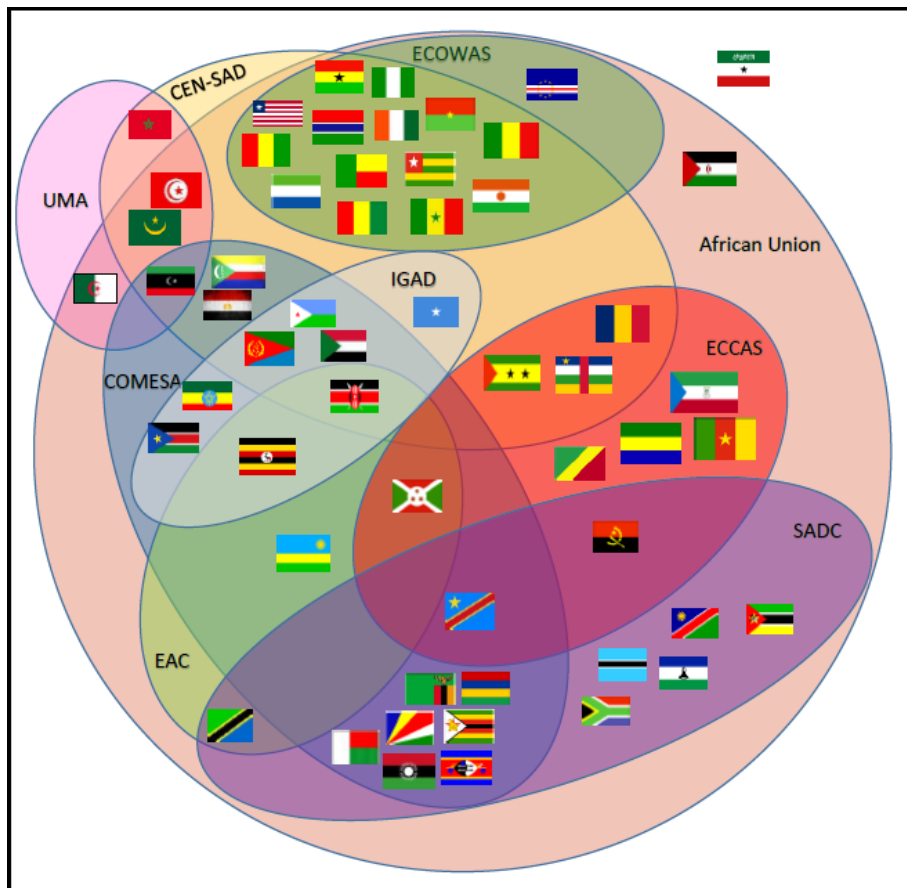 ECOWAS
CEN-SAD
UMA
African Union
IGAD
ECCAS
COMESA
SADC
EAC